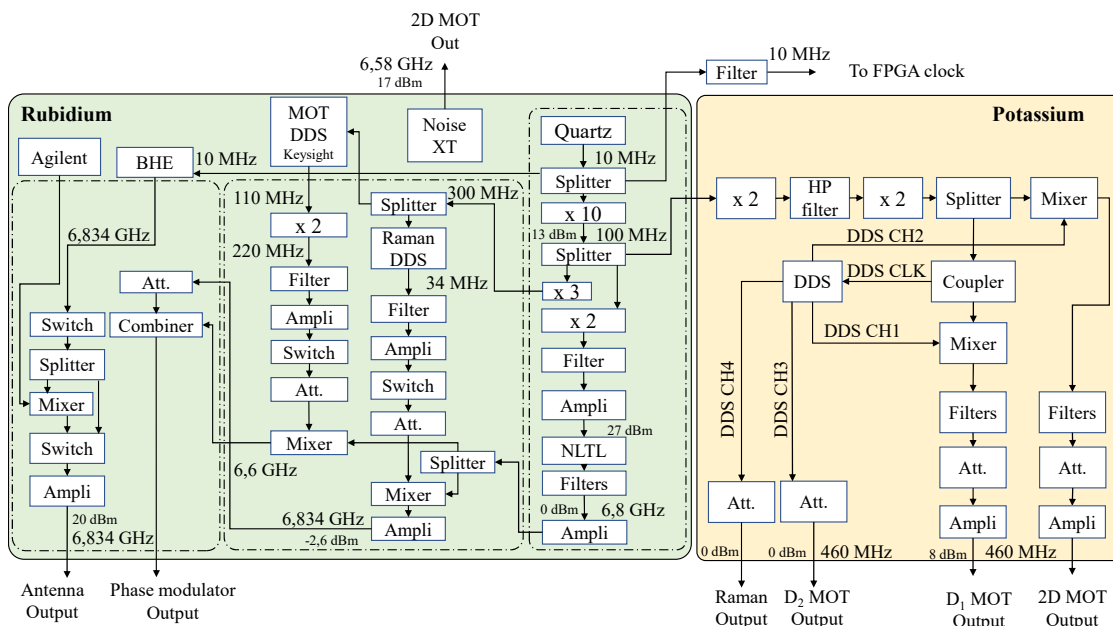 2D MOT
Out
6,58 GHz
17 dBm
10 MHz
Filter
To FPGA clock
Rubidium
Potassium
MOT
DDS
Keysight
Noise
XT
Quartz
Agilent
BHE
10 MHz
10 MHz
Splitter
110 MHz
300 MHz
Splitter
x 2
x 10
13 dBm
100 MHz
6,834 GHz
220 MHz
Raman
DDS
Splitter
x 2
HP
filter
x 2
Splitter
Mixer
DDS CH2
DDS
DDS CLK
Coupler
Att.
Filter
34 MHz
x 3
Switch
Combiner
Ampli
Filter
x 2
DDS CH1
Mixer
Splitter
Switch
Ampli
Filter
Mixer
Att.
Switch
Ampli
27 dBm
DDS CH4
DDS CH3
Filters
Filters
Switch
Mixer
Att.
NLTL
6,6 GHz
Splitter
Filters
Att.
Att.
Ampli
Mixer
0 dBm
6,8 GHz
Att.
Att.
20 dBm
6,834 GHz
6,834 GHz
-2,6 dBm
Ampli
Ampli
Ampli
Ampli
0 dBm
0 dBm
460 MHz
8 dBm
460 MHz
Antenna
Output
Phase modulator
Output
Raman
Output
D2 MOT
Output
D1 MOT
Output
2D MOT
Output